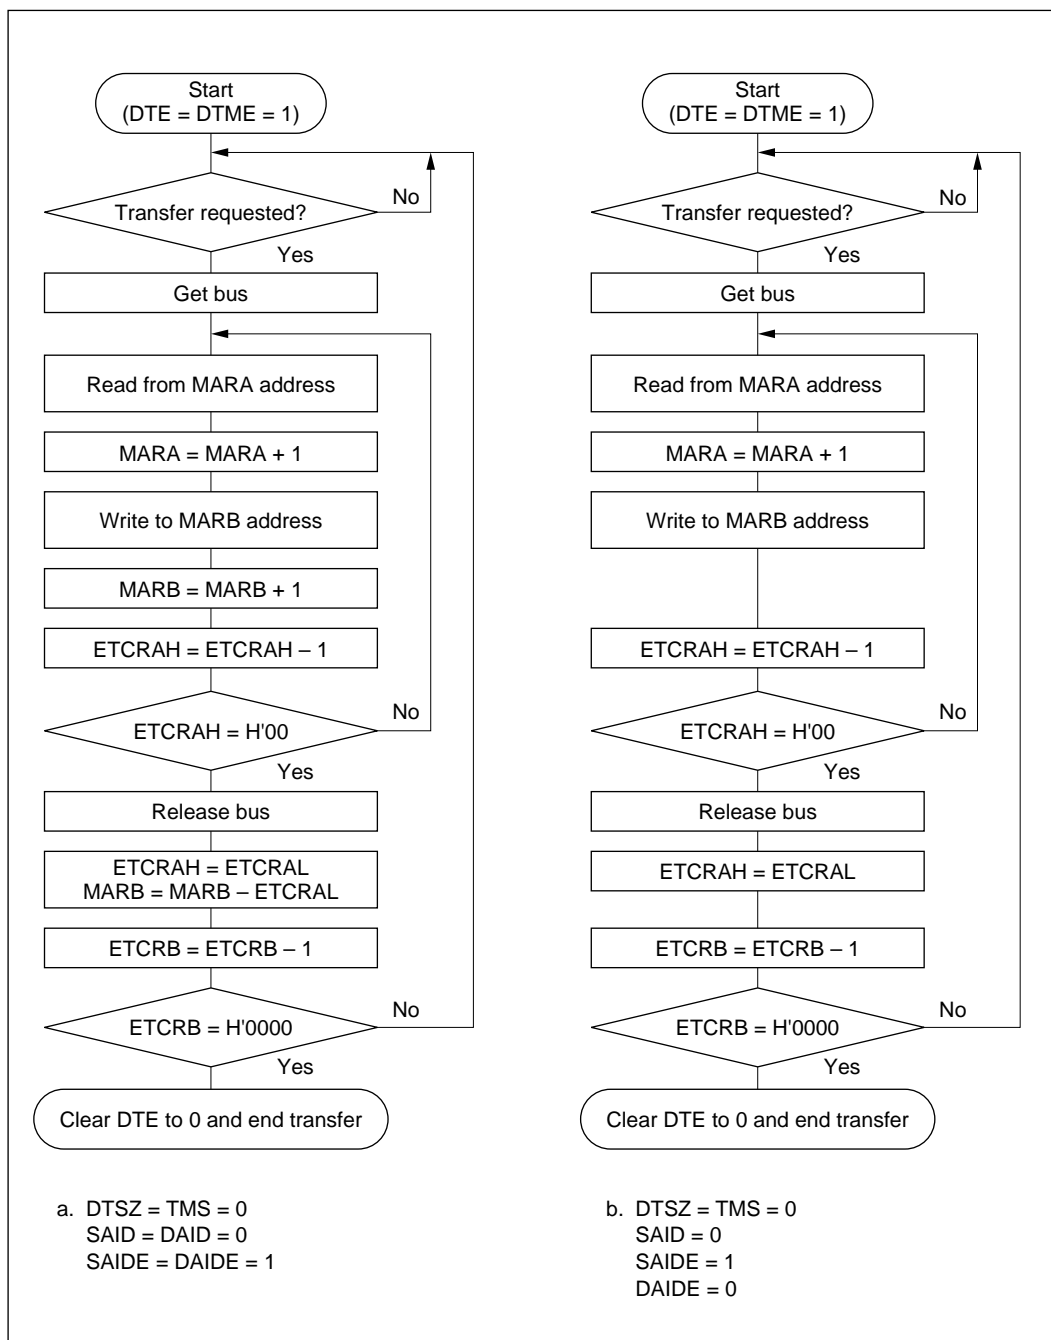 Start
(DTE = DTME = 1)
Transfer requested?
No
Yes
Get bus
Read from MARA address
MARA = MARA + 1
Write to MARB address
MARB = MARB + 1
ETCRAH = ETCRAH – 1
ETCRAH = H'00
No
Yes
Release bus
ETCRAH = ETCRAL
MARB = MARB – ETCRAL
ETCRB = ETCRB – 1
ETCRB = H'0000
No
Yes
Clear DTE to 0 and end transfer
a. DTSZ = TMS = 0
SAID = DAID = 0
SAIDE = DAIDE = 1
Start
(DTE = DTME = 1)
Transfer requested?
No
Yes
Get bus
Read from MARA address
MARA = MARA + 1
Write to MARB address
ETCRAH = ETCRAH – 1
ETCRAH = H'00
No
Yes
Release bus
ETCRAH = ETCRAL
ETCRB = ETCRB – 1
ETCRB = H'0000
No
Yes
Clear DTE to 0 and end transfer
b. DTSZ = TMS = 0
SAID = 0
SAIDE = 1
DAIDE = 0